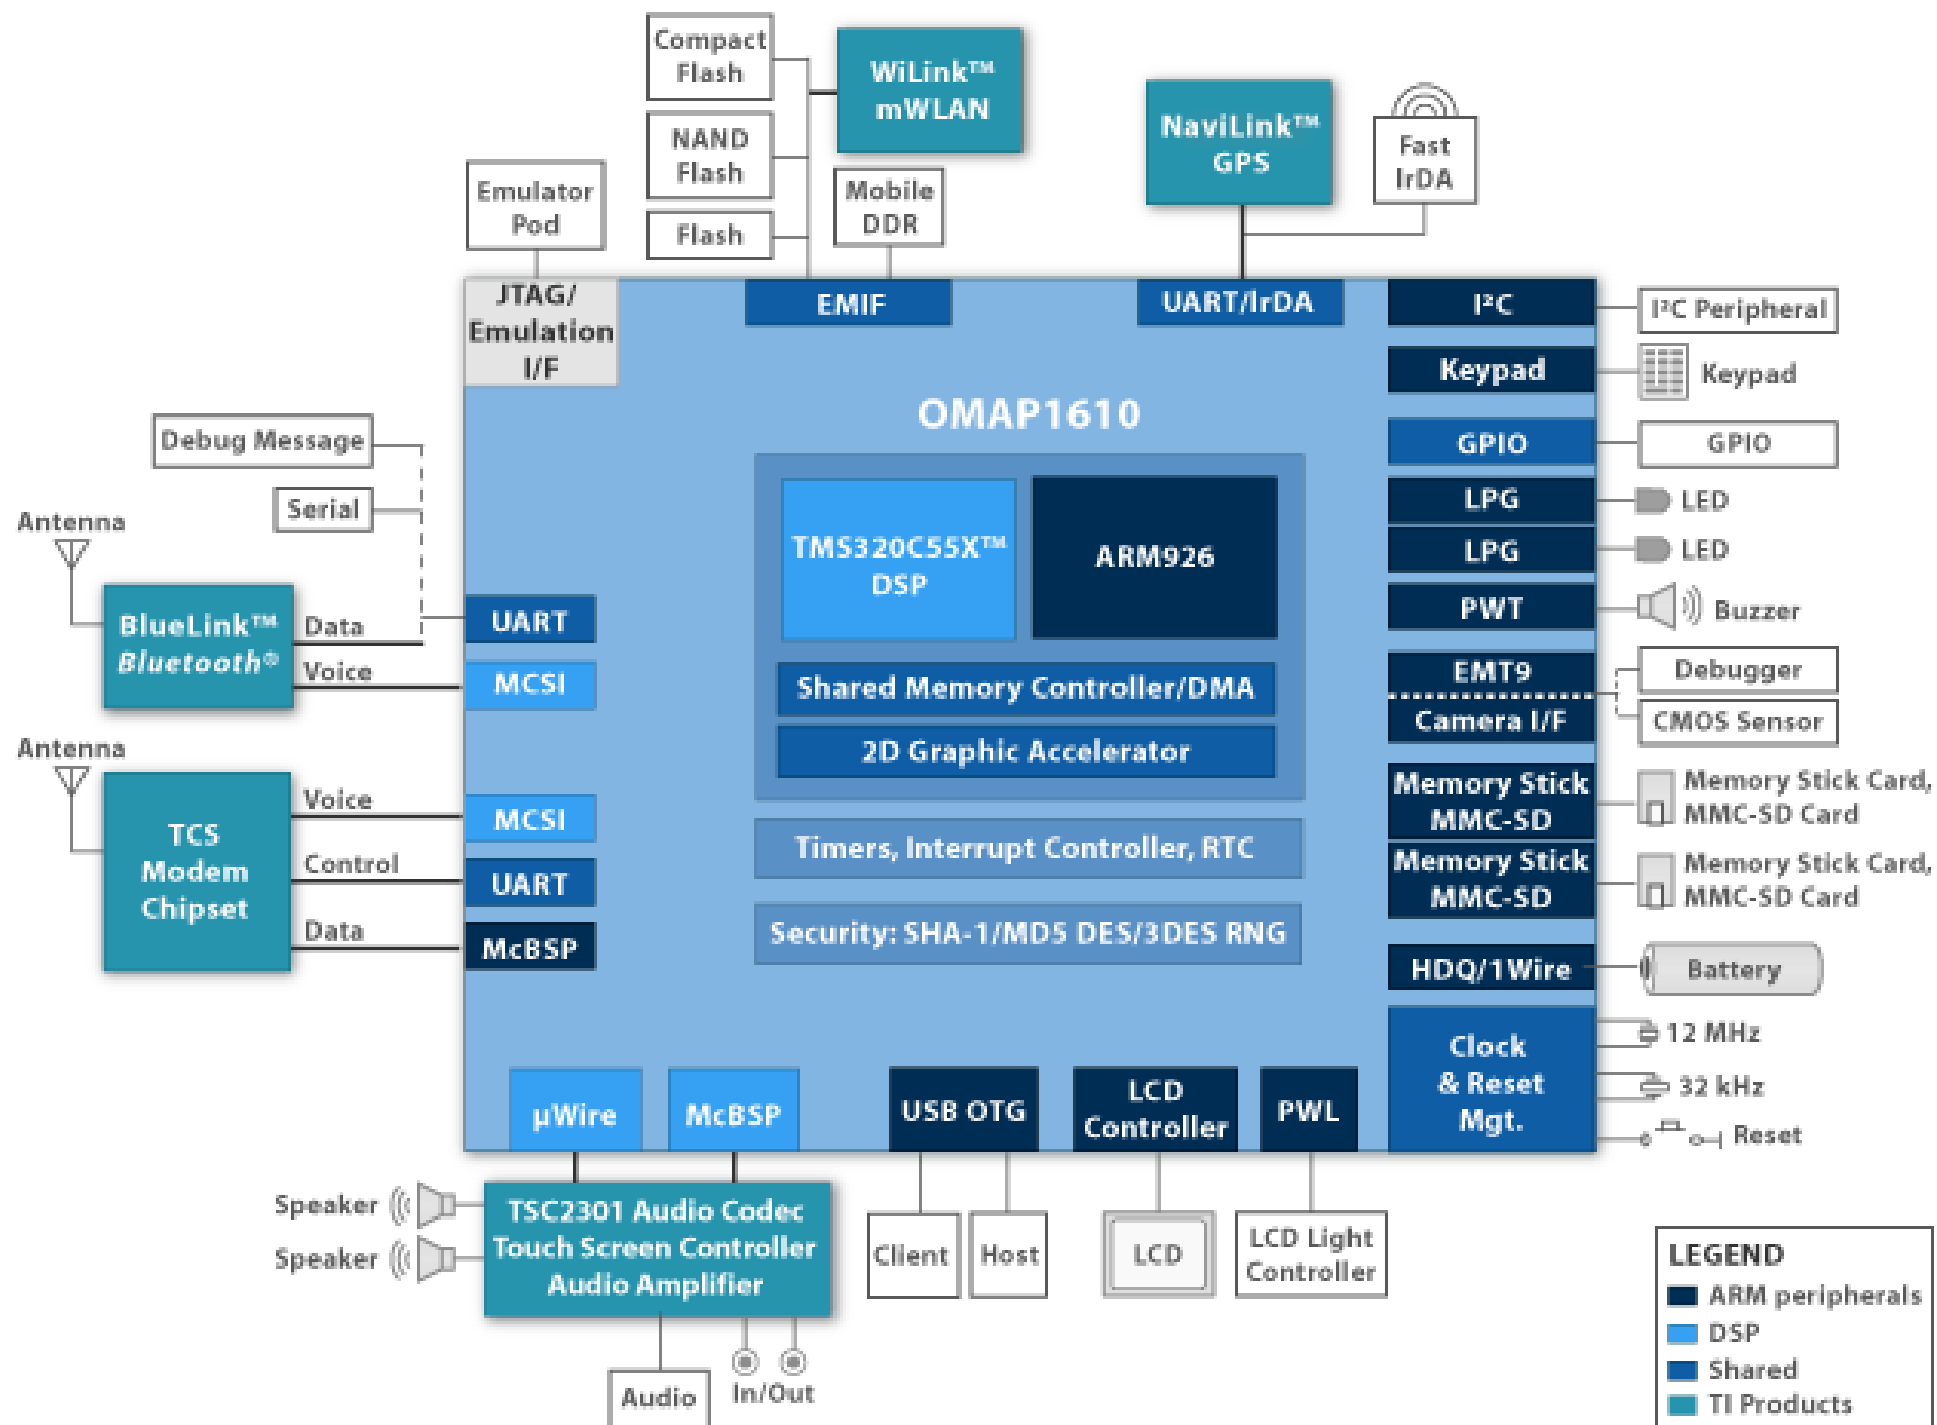 Compact
Flash
WiLink™
mWLAN
NAND
Flash
Flash
Mobile
DDR
NaviLink™
GPS
Fast
IrDA
Emulator
Pod
JTAG/
Emulation
I/F
EMIF
UART/IrDA
I²C
I²C Peripheral
Keypad
Keypad
OMAP1610
GPIO
GPIO
Debug Message
Serial
LPG
LED
LPG
LED
TMS320C55X™
DSP
ARM926
Antenna
BlueLink™
Bluetooth®
Data
Voice
UART
MCSI
PWT
Buzzer
EMT9
Camera I/F
Debugger
CMOS Sensor
Shared Memory Controller/DMA
2D Graphic Accelerator
Antenna
TCS
Modem
Chipset
Voice
Control
Data
MCSI
UART
McBSP
Memory Stick
MMC-SD
Memory Stick Card,
MMC-SD Card
Memory Stick
MMC-SD
Memory Stick Card,
MMC-SD Card
Timers, Interrupt Controller, RTC
Security: SHA-1/MD5 DES/3DES RNG
HDQ/1Wire
Battery
Clock
& Reset
Mgt.
12 MHz
32 kHz
Reset
µWire
McBSP
USB OTG
LCD
Controller
PWL
Speaker
Speaker
TSC2301 Audio Codec
Touch Screen Controller
Audio Amplifier
Client
Host
LCD
LCD Light
Controller
Audio
In/Out
LEGEND
ARM peripherals
DSP
Shared
TI Products